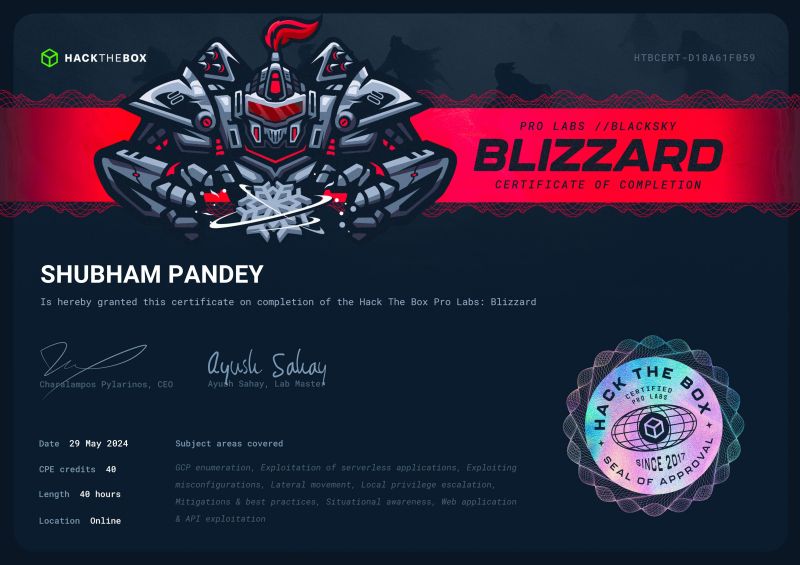 HACKTHEBOX
HTBCERT-D18A61F059
PRO LABS //BLACKSKY
BLIZZARD
CERTIFICATE OF COMPLETION
SHUBHAM PANDEY
Is hereby granted this certificate on completion of the Hack The Box Pro Labs: Blizzard
Ayush Sahay
Charalampos Pylarinos, CEO
Ayush Sahay, Lab Master
Date 29 May 2024
CPE credits 40
Length 40 hours
Location Online
Subject areas covered
GCP enumeration, Exploitation of serverless applications, Exploiting
misconfigurations, Lateral movement, Local privilege escalation,
Mitigations & best practices, Situational awareness, Web application
& API exploitation
HACK THE BOX
CERTIFIED
PRO LABS
SINCE 2017
SEAL OF APPROVAL